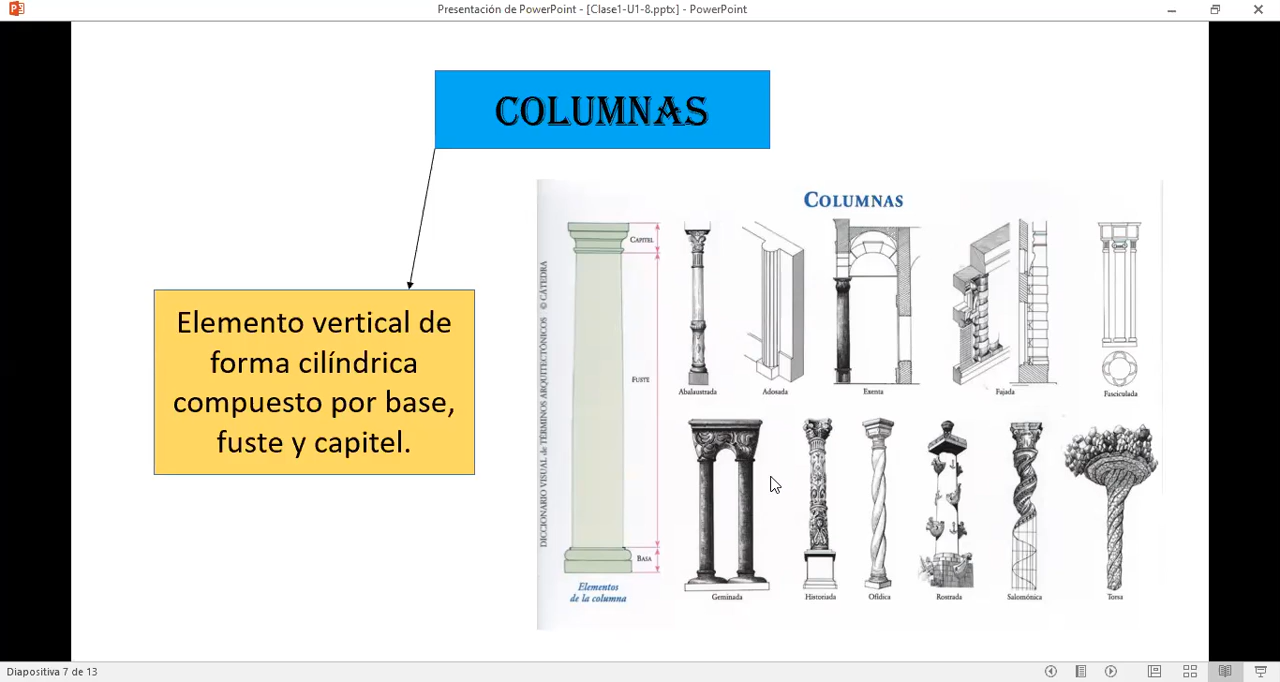 Presentación de PowerPoint - [Clase1-U1-8.pptx] - PowerPoint
COLUMNAS
Elemento vertical de
forma cilíndrica
compuesto por base,
fuste y capitel.
COLUMNAS
CAPITEL
FUSTE
BASA
DICCIONARIO VISUAL de TÉRMINOS ARQUITECTÓNICOS © CÁTEDRA
Elementos
de la columna
Abalaustrada
Adosada
Exenta
Fajada
Fasciculada
Geminada
Historiada
Ofídica
Rostrada
Salomónica
Torsa
Diapositiva 7 de 13